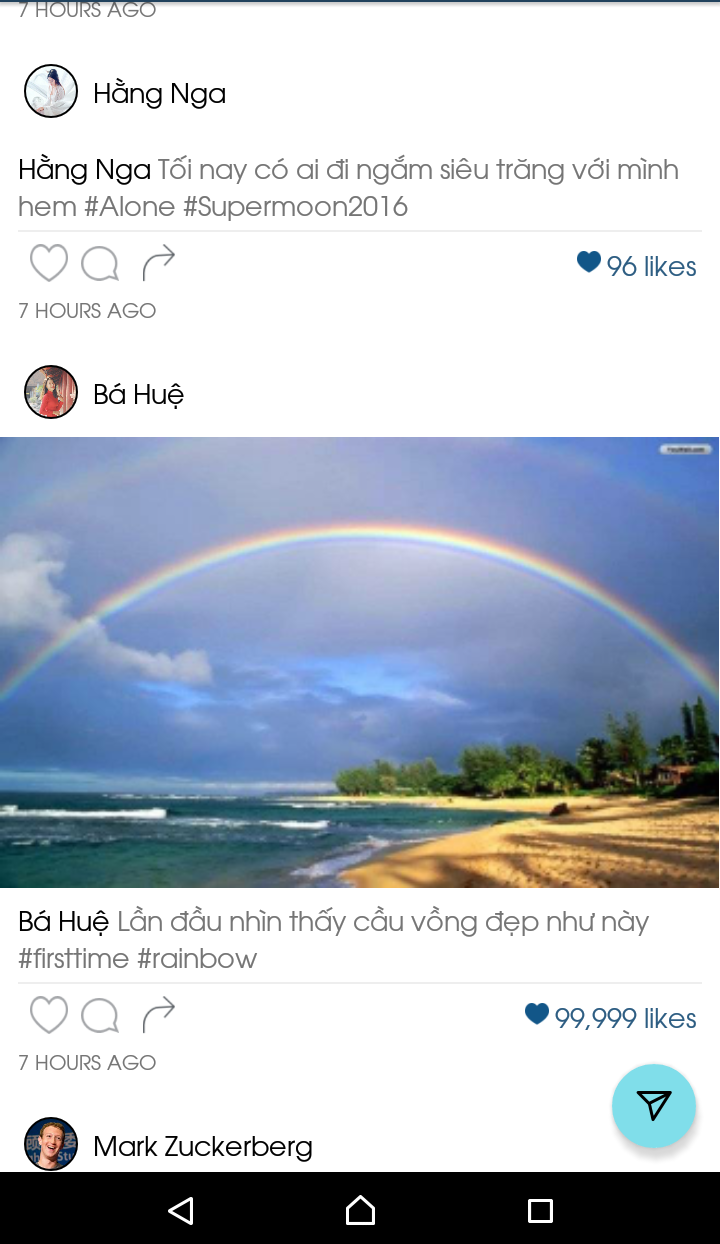 7 HOURS AGO
Hằng Nga
Hằng Nga Tối nay có ai đi ngắm siêu trăng với mình
hem #Alone #Supermoon2016
96 likes
7 HOURS AGO
Bá Huệ
Bá Huệ Lần đầu nhìn thấy cầu vồng đẹp như này
#firsttime #rainbow
99,999 likes
7 HOURS AGO
Mark Zuckerberg